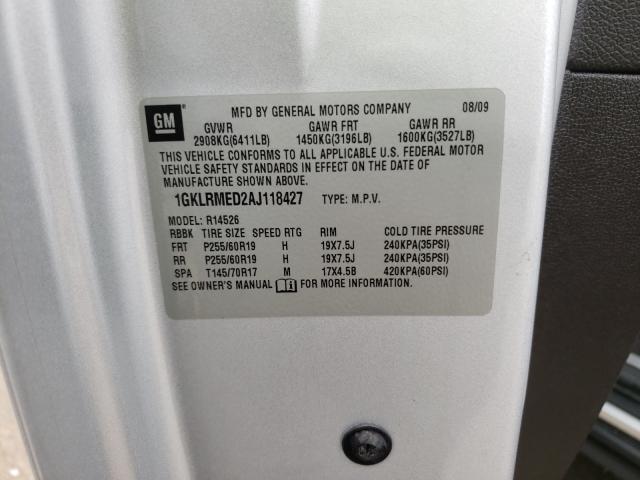 GM
MFD BY GENERAL MOTORS COMPANY 08/09
GVWR GAWR FRT GAWR RR
2908KG(6411LB) 1450KG(3196LB) 1600KG(3527LB)
THIS VEHICLE CONFORMS TO ALL APPLICABLE U.S. FEDERAL MOTOR
VEHICLE SAFETY STANDARDS IN EFFECT ON THE DATE OF
MANUFACTURE SHOWN ABOVE.
1GKLRMED2AJ118427 TYPE: M.P.V.
MODEL: R14526
RBBK TIRE SIZE SPEED RTG RIM COLD TIRE PRESSURE
FRT P255/60R19 H 19X7.5J 240KPA(35PSI)
RR P255/60R19 H 19X7.5J 240KPA(35PSI)
SPA T145/70R17 M 17X4.5B 420KPA(60PSI)
SEE OWNER'S MANUAL FOR MORE INFORMATION.